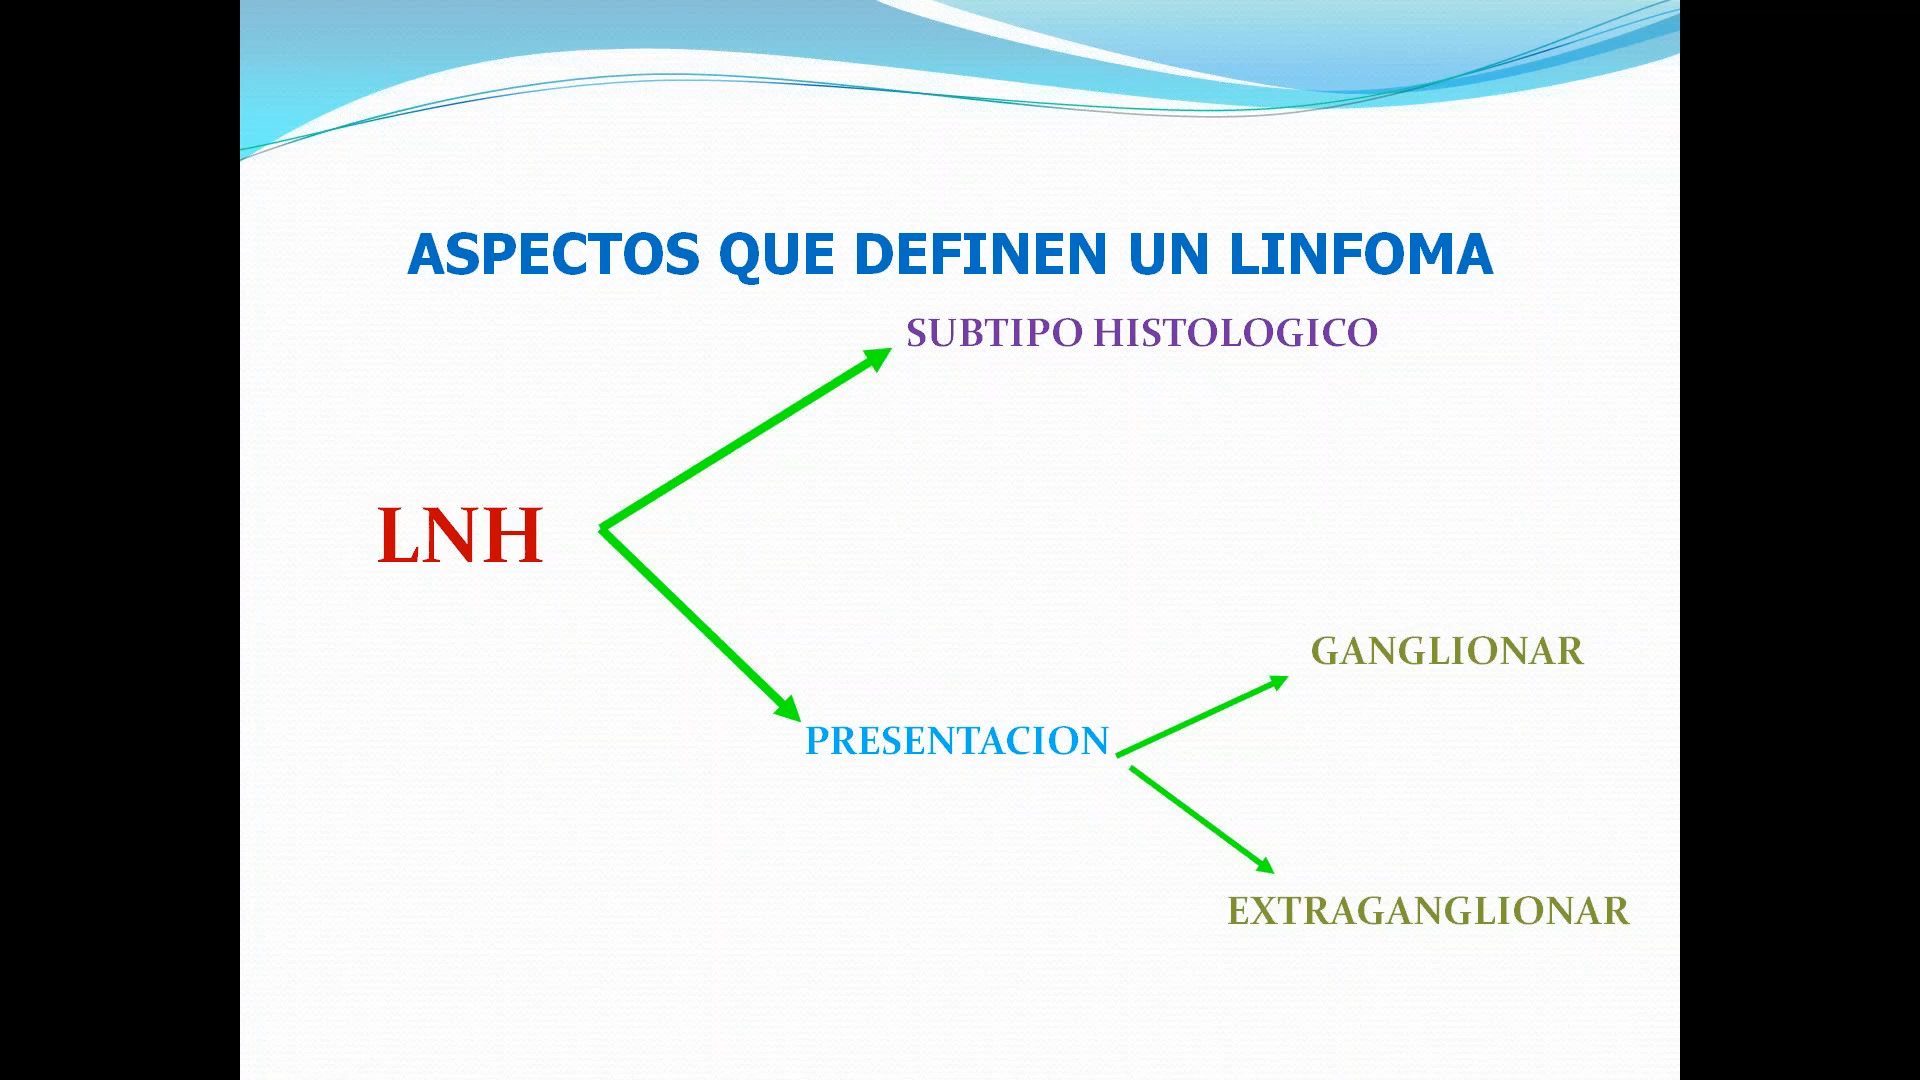 ASPECTOS QUE DEFINEN UN LINFOMA
SUBTIPO HISTOLOGICO
LNH
GANGLIONAR
PRESENTACION
EXTRAGANGLIONAR